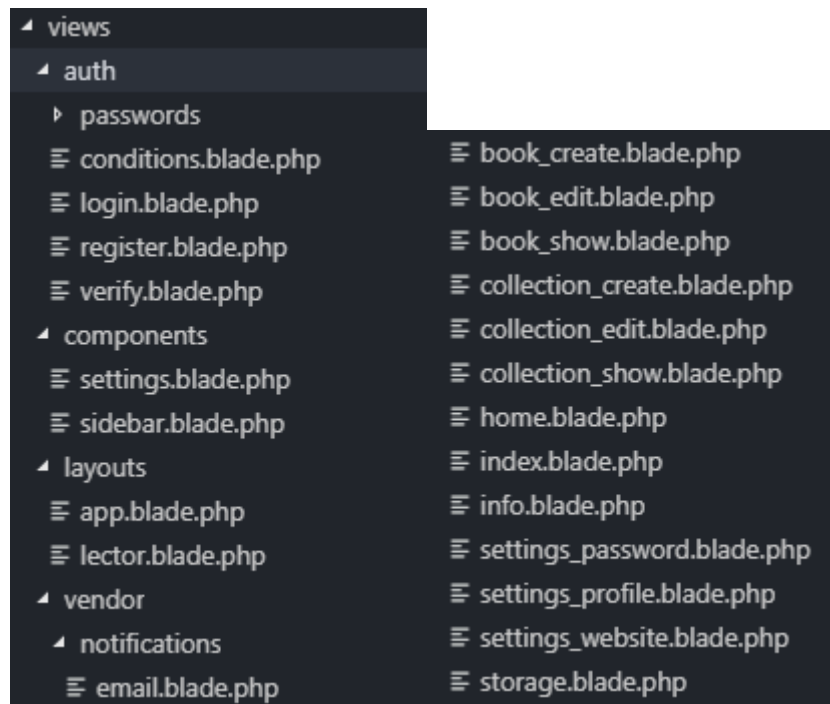 views
auth
passwords
conditions.blade.php
login.blade.php
register.blade.php
verify.blade.php
components
settings.blade.php
sidebar.blade.php
layouts
app.blade.php
lector.blade.php
vendor
notifications
email.blade.php
book_create.blade.php
book_edit.blade.php
book_show.blade.php
collection_create.blade.php
collection_edit.blade.php
collection_show.blade.php
home.blade.php
index.blade.php
info.blade.php
settings_password.blade.php
settings_profile.blade.php
settings_website.blade.php
storage.blade.php